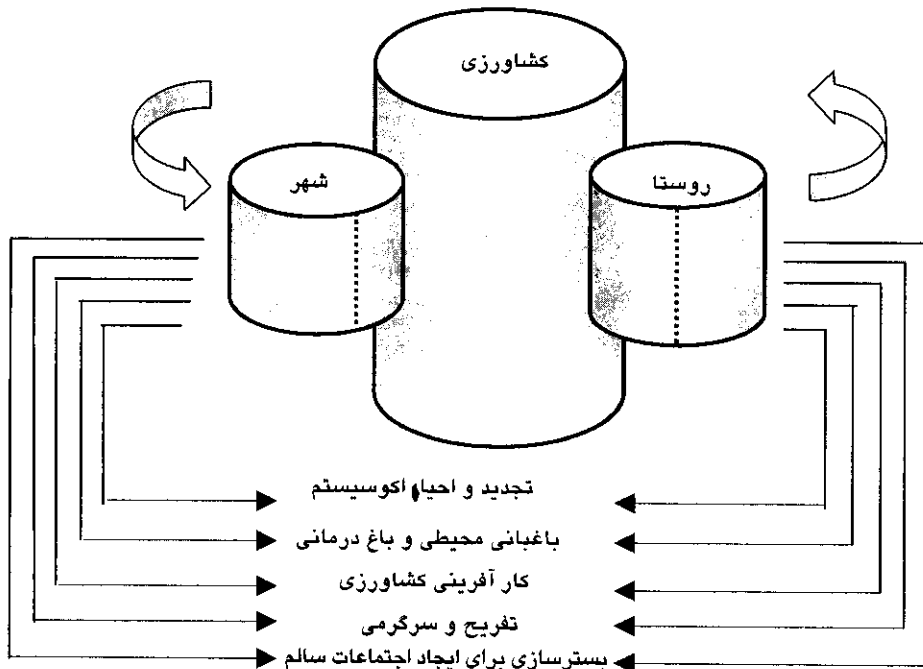 کشاورزی
روستا
شهر
تجدید و احیاء اکوسیستم
باغبانی محیطی و باغ درمانی
کار آفرینی کشاورزی
تفریح و سرگرمی
بسترسازی برای ایجاد اجتماعات سالم